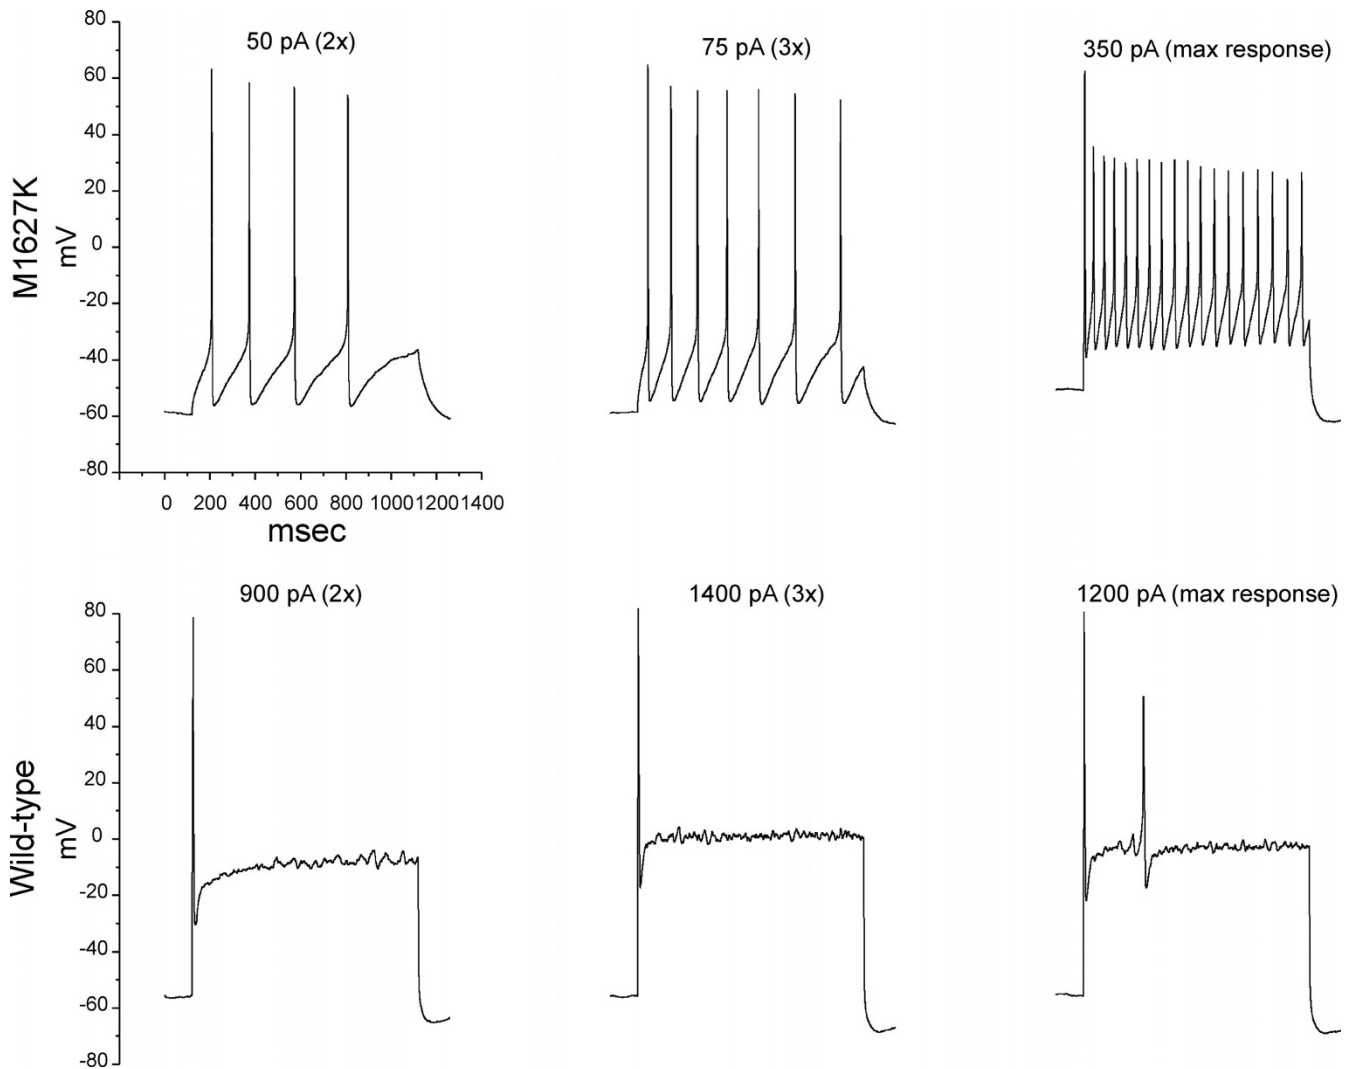 50 pA (2x)
75 pA (3x)
350 pA (max response)
M1627K
mV
80
60
40
20
0
-20
-40
-60
-80
0 200 400 600 800 1000 1200 1400
msec
900 pA (2x)
1400 pA (3x)
1200 pA (max response)
Wild-type
mV
80
60
40
20
0
-20
-40
-60
-80